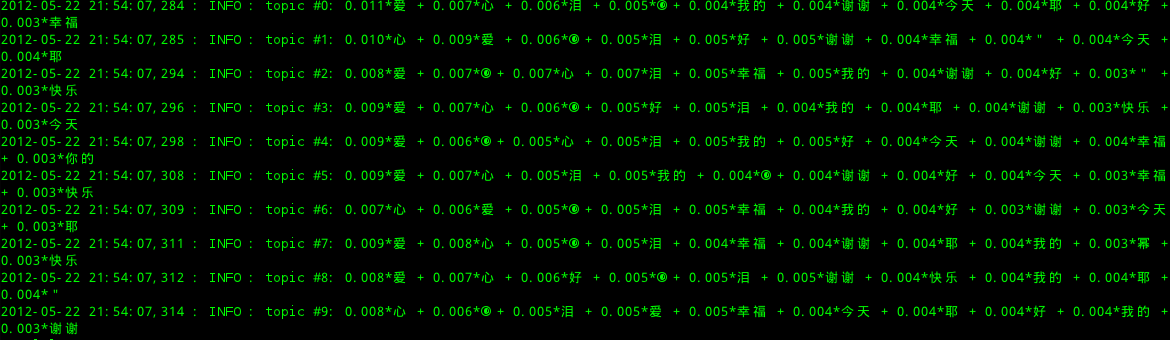 2012-05-22 21:54:07,284 : INFO : topic #0: 0.011*爱 + 0.009*心 + 0.006*泪 + 0.005* + 0.004*我的 + 0.004*谢谢 + 0.004*今天 + 0.004*耶 + 0.004*好 +
0.003*幸福
2012-05-22 21:54:07,285 : INFO : topic #1: 0.010*心 + 0.009*爱 + 0.006* + 0.005*泪 + 0.005*好 + 0.005*谢谢 + 0.004*幸福 + 0.004*" + 0.004*今天 +
0.004*耶
2012-05-22 21:54:07,294 : INFO : topic #2: 0.008*爱 + 0.007* + 0.007*心 + 0.007*泪 + 0.005*幸福 + 0.005*我的 + 0.004*谢谢 + 0.004*好 + 0.003*" +
0.003*快乐
2012-05-22 21:54:07,296 : INFO : topic #3: 0.009*爱 + 0.007*心 + 0.006* + 0.005*好 + 0.005*泪 + 0.004*我的 + 0.004*耶 + 0.004*谢谢 + 0.003*快乐 +
0.003*今天
2012-05-22 21:54:07,298 : INFO : topic #4: 0.009*爱 + 0.006* + 0.005*心 + 0.005*泪 + 0.005*我的 + 0.005*好 + 0.004*今天 + 0.004*谢谢 + 0.004*幸福
+ 0.003*你的
2012-05-22 21:54:07,308 : INFO : topic #5: 0.009*爱 + 0.007*心 + 0.005*泪 + 0.005*我的 + 0.004* + 0.004*谢谢 + 0.004*好 + 0.004*今天 + 0.003*幸福
+ 0.003*快乐
2012-05-22 21:54:07,309 : INFO : topic #6: 0.007*心 + 0.006*爱 + 0.005* + 0.005*泪 + 0.005*幸福 + 0.004*我的 + 0.004*好 + 0.003*谢谢 + 0.003*今天
+ 0.003*耶
2012-05-22 21:54:07,311 : INFO : topic #7: 0.009*爱 + 0.008*心 + 0.005* + 0.005*泪 + 0.004*幸福 + 0.004*谢谢 + 0.004*耶 + 0.004*我的 + 0.003*幂 +
0.003*快乐
2012-05-22 21:54:07,312 : INFO : topic #8: 0.008*爱 + 0.007*心 + 0.006*好 + 0.005* + 0.005*泪 + 0.005*谢谢 + 0.004*快乐 + 0.004*我的 + 0.004*耶 +
0.004*"
2012-05-22 21:54:07,314 : INFO : topic #9: 0.008*心 + 0.006* + 0.005*泪 + 0.005*爱 + 0.005*幸福 + 0.004*今天 + 0.004*耶 + 0.004*好 + 0.004*我的 +
0.003*谢谢